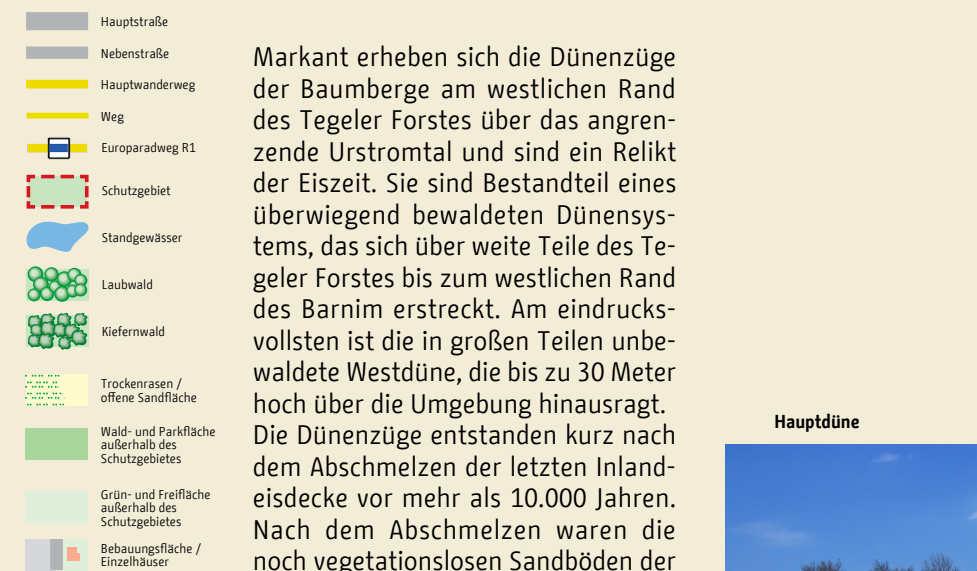 Hauptstraße
Nebenstraße
Hauptwanderweg
Weg
Europaradweg R1
Schutzgebiet
Standgewässer
Laubwald
Kiefernwald
Trockenrasen /
offene Sandfläche
Wald- und Parkfläche
außerhalb des
Schutzgebietes
Grün- und Freifläche
außerhalb des
Schutzgebietes
Bebauungsfläche /
Einzelhäuser
Markant erheben sich die Dünenzüge
der Baumberge am westlichen Rand
des Tegeler Forstes über das angren-
zende Urstromtal und sind ein Relikt
der Eiszeit. Sie sind Bestandteil eines
überwiegend bewaldeten Dünensys-
tems, das sich über weite Teile des Te-
geler Forstes bis zum westlichen Rand
des Barnim erstreckt. Am eindrucks-
vollsten ist die in großen Teilen unbe-
waldete Westdüne, die bis zu 30 Meter
hoch über die Umgebung hinausragt.
Die Dünenzüge entstanden kurz nach
dem Abschmelzen der letzten Inland-
eisdecke vor mehr als 10.000 Jahren.
Nach dem Abschmelzen waren die
noch vegetationslosen Sandböden der
Hauptdüne